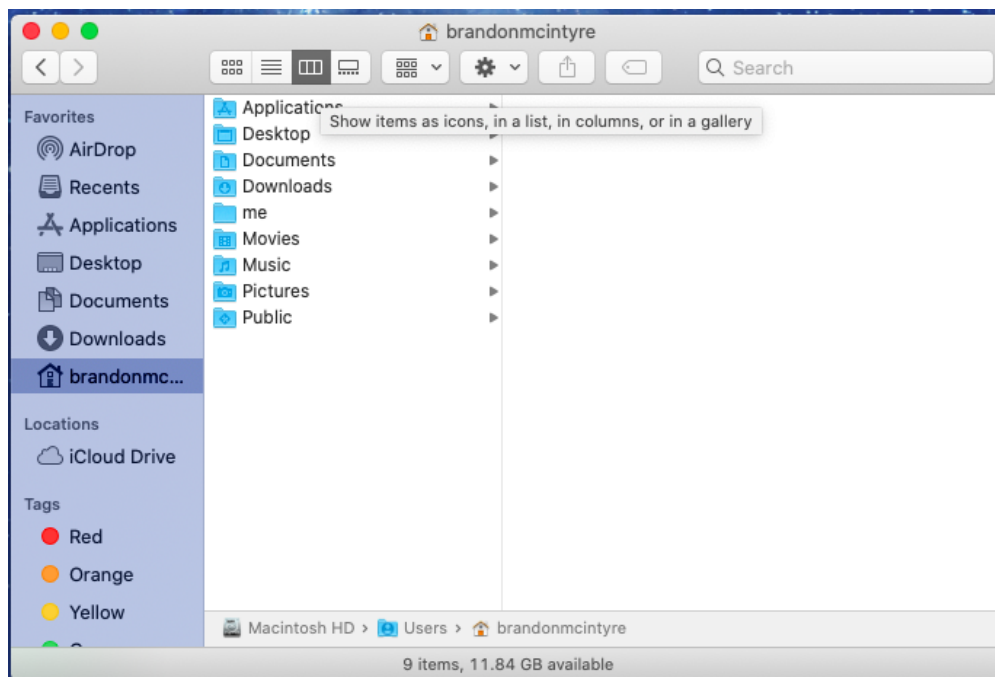 brandonmcintyre
Search
Favorites
AirDrop
Recents
Applications
Desktop
Documents
Downloads
brandonmc...
Locations
iCloud Drive
Tags
Red
Orange
Yellow
Applications
Show items as icons, in a list, in columns, or in a gallery
Desktop
Documents
Downloads
me
Movies
Music
Pictures
Public
Macintosh HD › Users › brandonmcintyre
9 items, 11.84 GB available